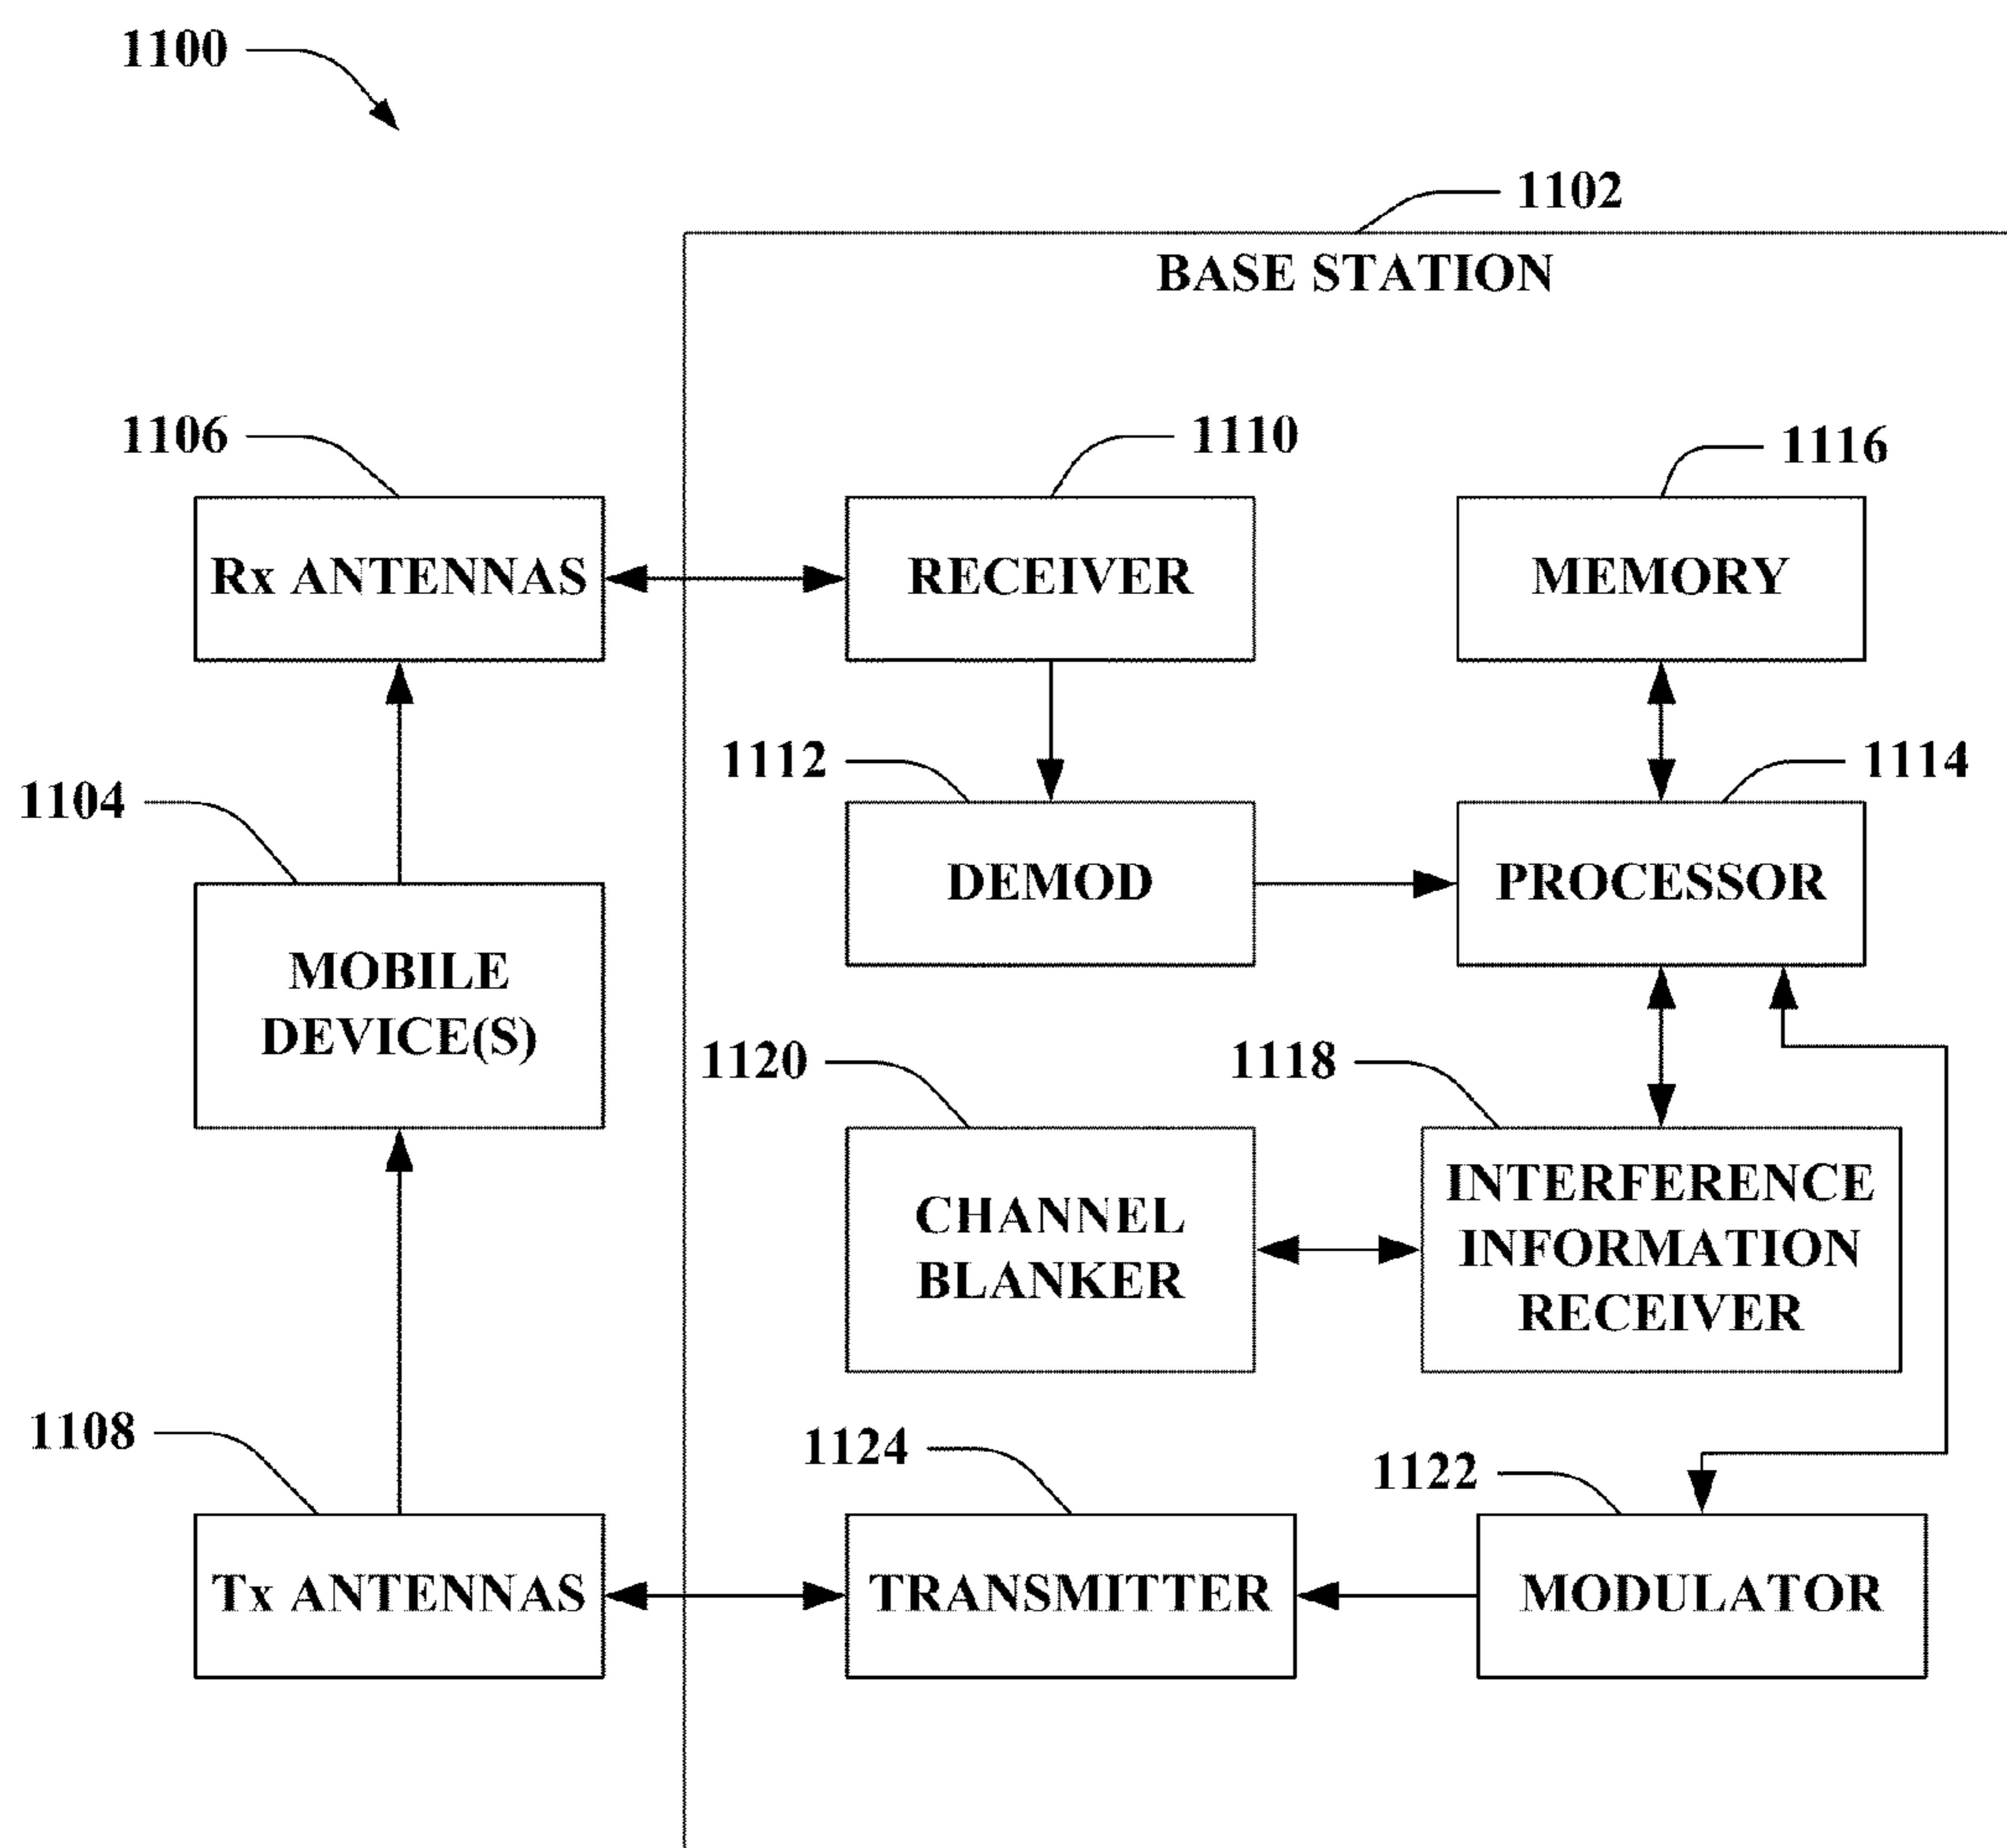 1100
1102
BASE STATION
1106
1110
1116
Rx ANTENNAS
RECEIVER
MEMORY
1112
1114
1104
DEMOD
PROCESSOR
MOBILE
DEVICE(S)
1120
1118
CHANNEL
BLANKER
INTERFERENCE
INFORMATION
RECEIVER
1108
1124
1122
Tx ANTENNAS
TRANSMITTER
MODULATOR